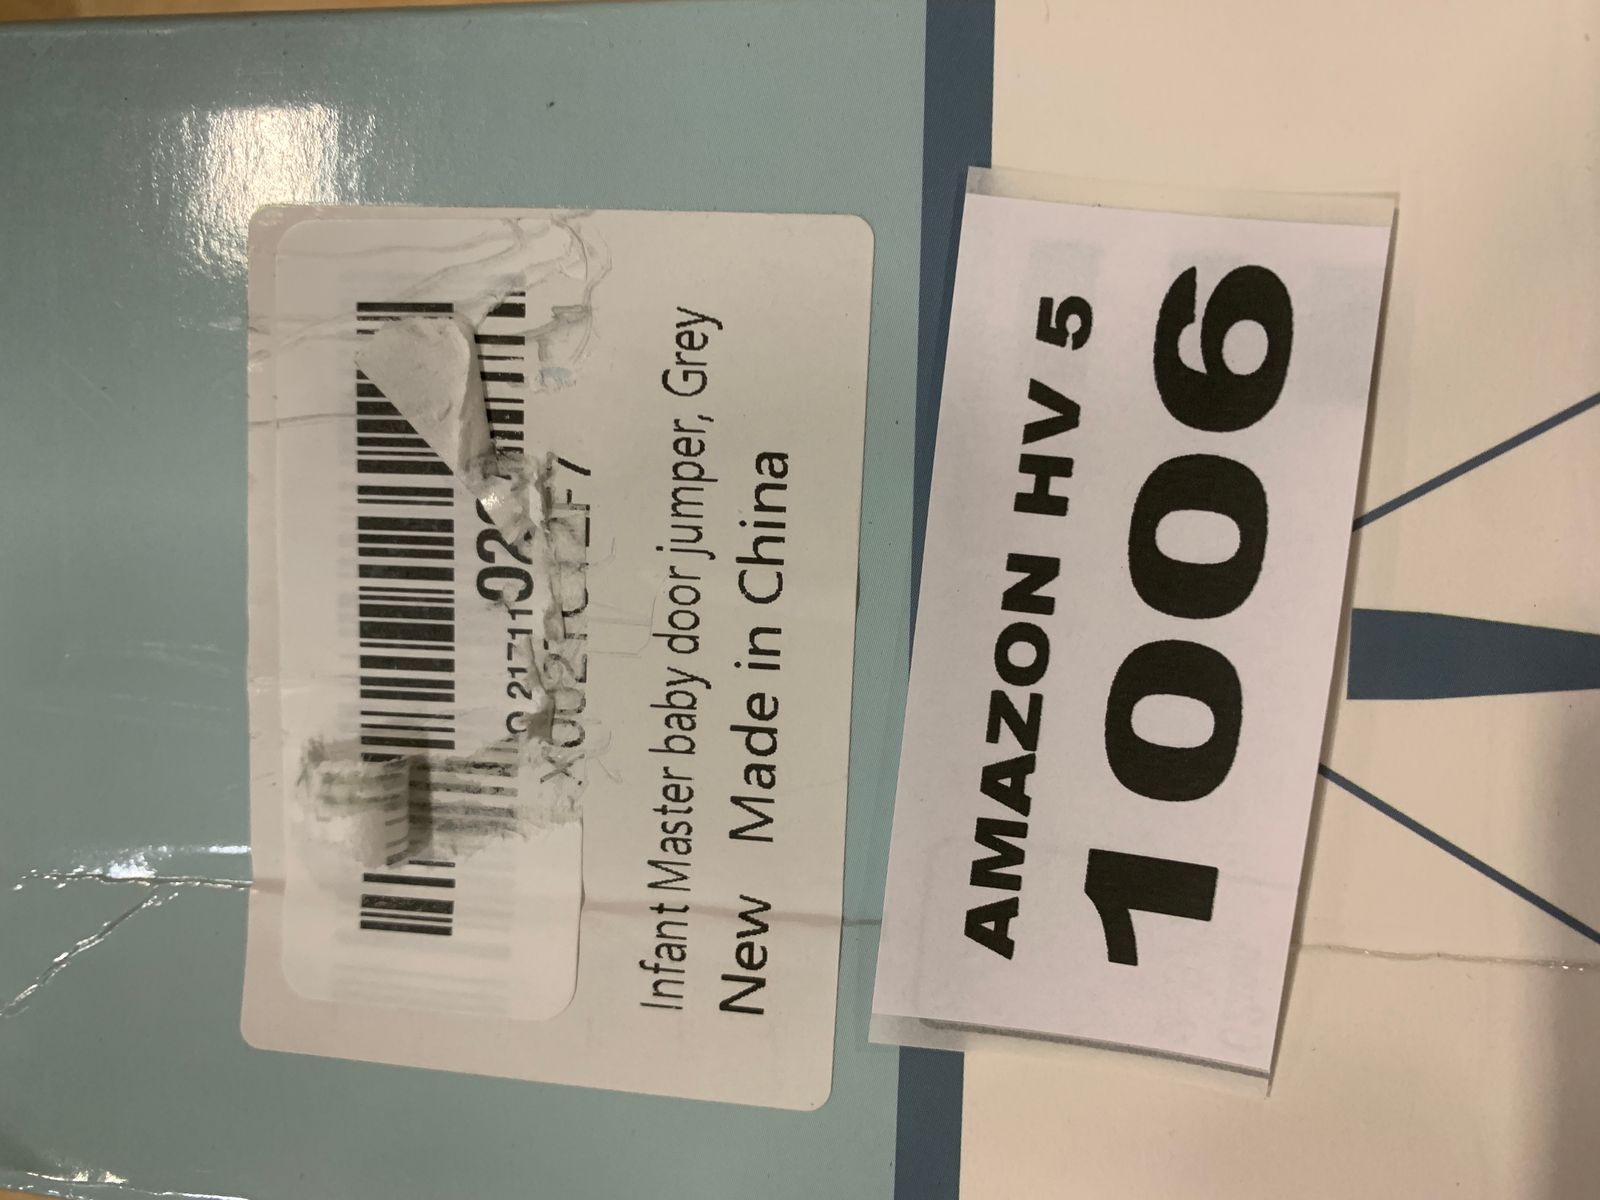 Infant Master baby door jumper, Grey
New Made in China
AMAZON HV 5
1006